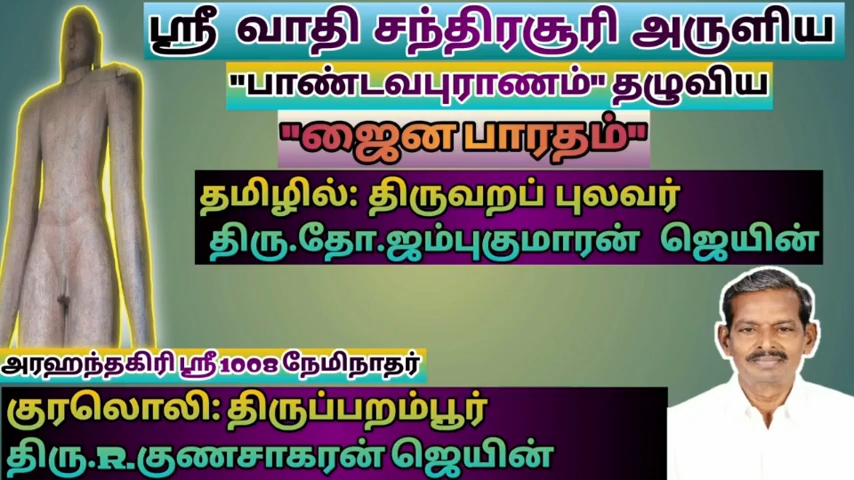 ஸ்ரீ வாதி சந்திரசூரி அருளிய
"பாண்டவபுராணம்" தழுவிய
"ஜைன பாரதம்"
தமிழில்: திருவறப் புலவர்
திரு.தோ.ஜம்புகுமாரன் ஜெயின்
அரஹந்தகிரி ஸ்ரீ 1008 நேமிநாதர்
குரலொலி: திருப்பறம்பூர்
திரு.R.குணசாகரன் ஜெயின்